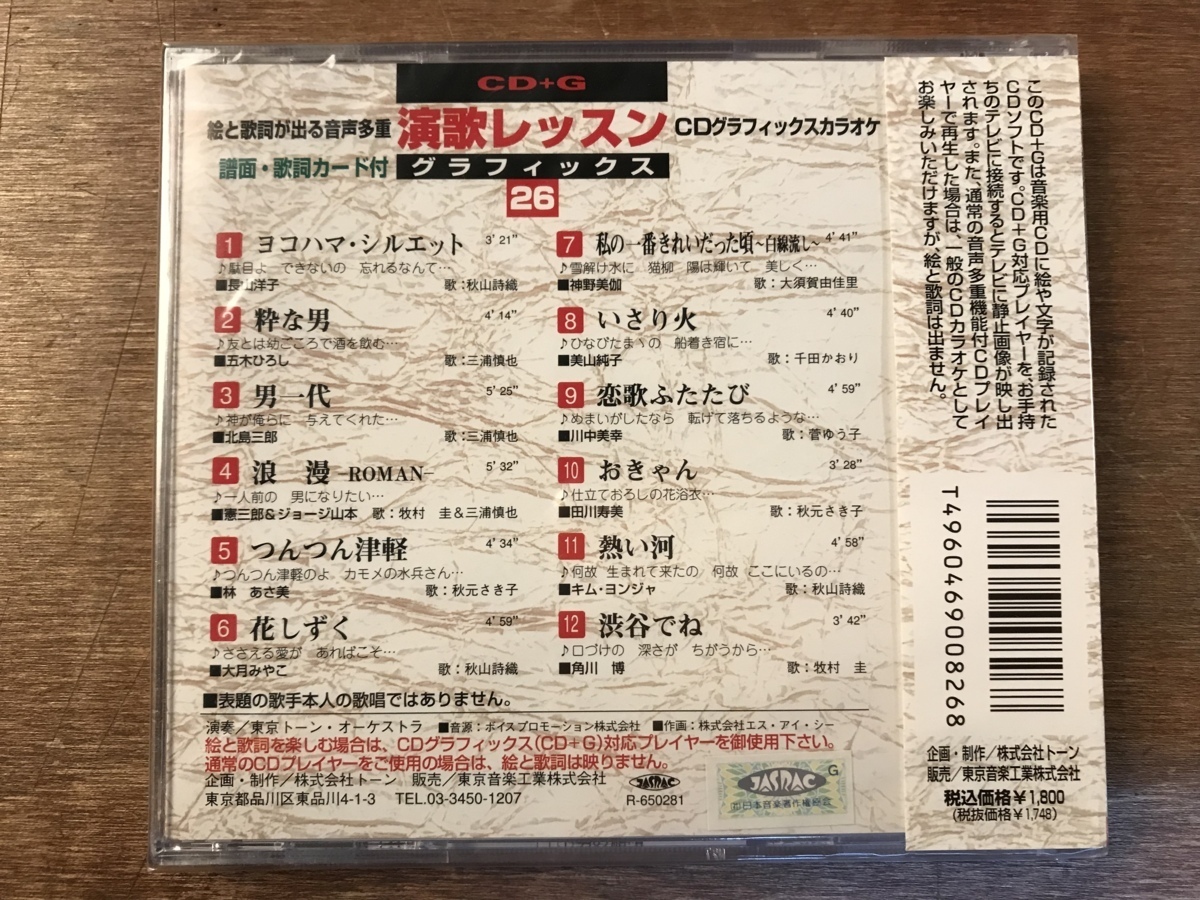 CD+G
絵と歌詞が出る音声多重 演歌レッスン CDグラフィックスカラオケ
譜面・歌詞カード付 グラフィックス
26
1 ヨコハマ・シルエット 3'21"
♪駄目よ できないの 忘れるなんて…
■長山洋子 歌：秋山詩織
2 粋な男 4'14"
♪友とは幼ごころで酒を飲む…
■五木ひろし 歌：三浦慎也
3 男一代 5'25"
♪神が俺らに 与えてくれた…
■北島三郎 歌：三浦慎也
4 浪 漫 –ROMAN– 5'32"
♪一人前の 男になりたい…
■憲三郎＆ジョージ山本 歌：牧村 圭＆三浦慎也
5 つんつん津軽 4'34"
♪つんつん津軽のよ カモメの水兵さん…
■林 あさ美 歌：秋元さき子
6 花しずく 4'59"
♪ささえる愛が あればこそ…
■大月みやこ 歌：秋山詩織
7 私の一番きれいだった頃〜白線流し〜 4'41"
♪雪解け水に 猫柳 陽は輝いて 美しく…
■神野美伽 歌：大須賀由佳里
8 いさり火 4'40"
♪ひなびたまゝの 船着き宿に…
■美山純子 歌：千田かおり
9 恋歌ふたたび 4'59"
♪めまいがしたなら 転げて落ちるような…
■川中美幸 歌：菅ゆう子
10 おきゃん 3'28"
♪仕立ておろしの花浴衣…
■田川寿美 歌：秋元さき子
11 熱い河 4'58"
♪何故 生まれて来たの 何故 ここにいるの…
■キム・ヨンジャ 歌：秋山詩織
12 渋谷でね 3'42"
♪口づけの 深さが ちがうから…
■角川 博 歌：牧村 圭
■表題の歌手本人の歌唱ではありません。
演奏／東京トーン・オーケストラ ■音源：ボイスプロモーション株式会社 ■作画：株式会社エス・アイ・シー
絵と歌詞を楽しむ場合は、CDグラフィックス(CD+G)対応プレイヤーを御使用下さい。
通常のCDプレイヤーをご使用の場合は、絵と歌詞は映りません。
企画・制作／株式会社トーン 販売／東京音楽工業株式会社
東京都品川区東品川4-1-3 TEL.03-3450-1207
JASRAC
R-650281
G
JASRAC
㈳日本音楽著作権協会
このCD+Gは音楽用CDに絵や文字が記録された
CDソフトです。CD+G対応プレイヤーを、お手持
ちのテレビに接続するとテレビに静止画像が映し出
されます。また、通常の音声多重機能付CDプレイ
ヤーで再生した場合は、一般のCDカラオケとして
お楽しみいただけますが、絵と歌詞は出ません。
T4960469008268
企画・制作／株式会社トーン
販売／東京音楽工業株式会社
税込価格￥1,800
(税抜価格￥1,748)